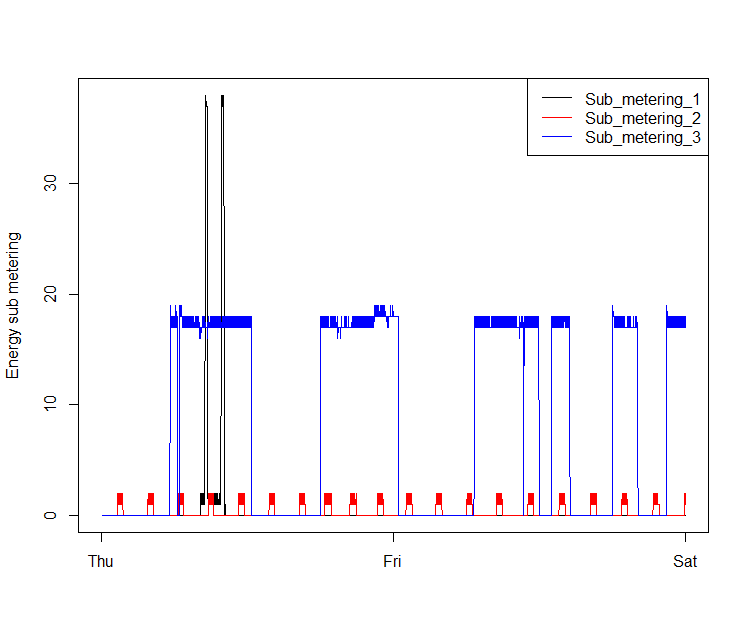 Sub_metering_1
Sub_metering_2
Sub_metering_3
Energy sub metering
30
20
10
0
Thu
Fri
Sat